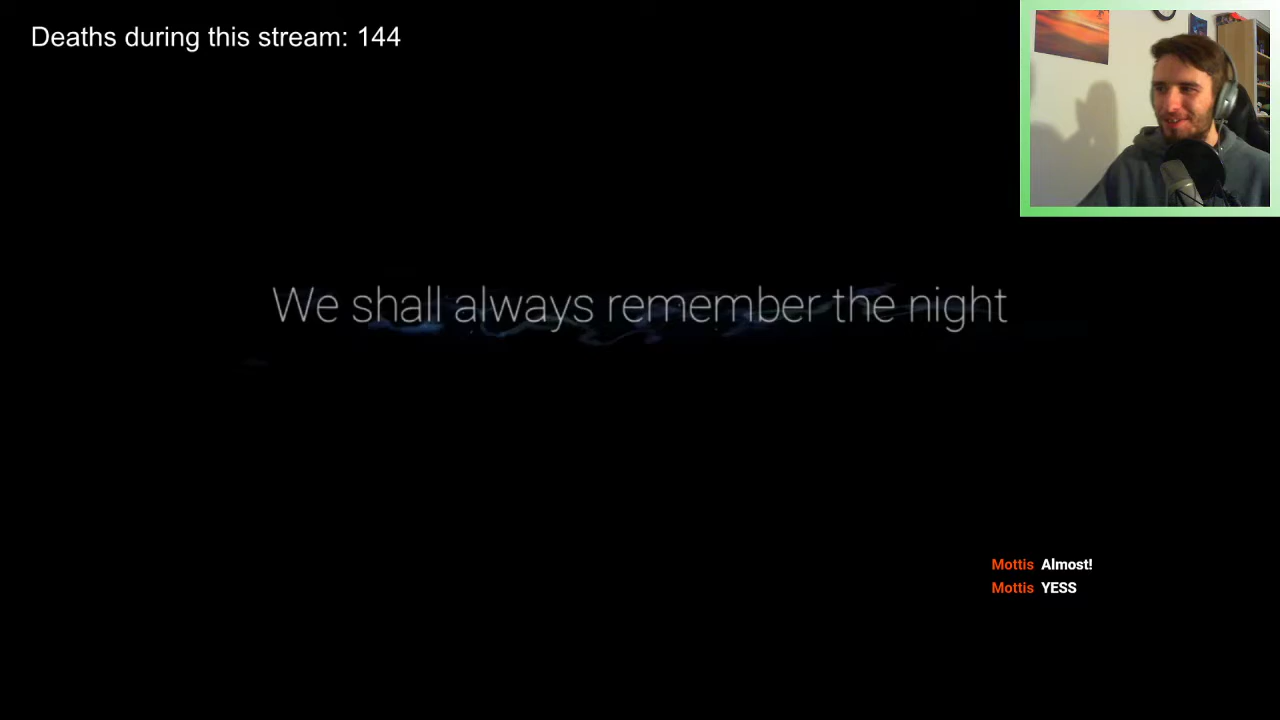 Deaths during this stream: 144
We shall always remember the night
Mottis Almost!
Mottis YESS